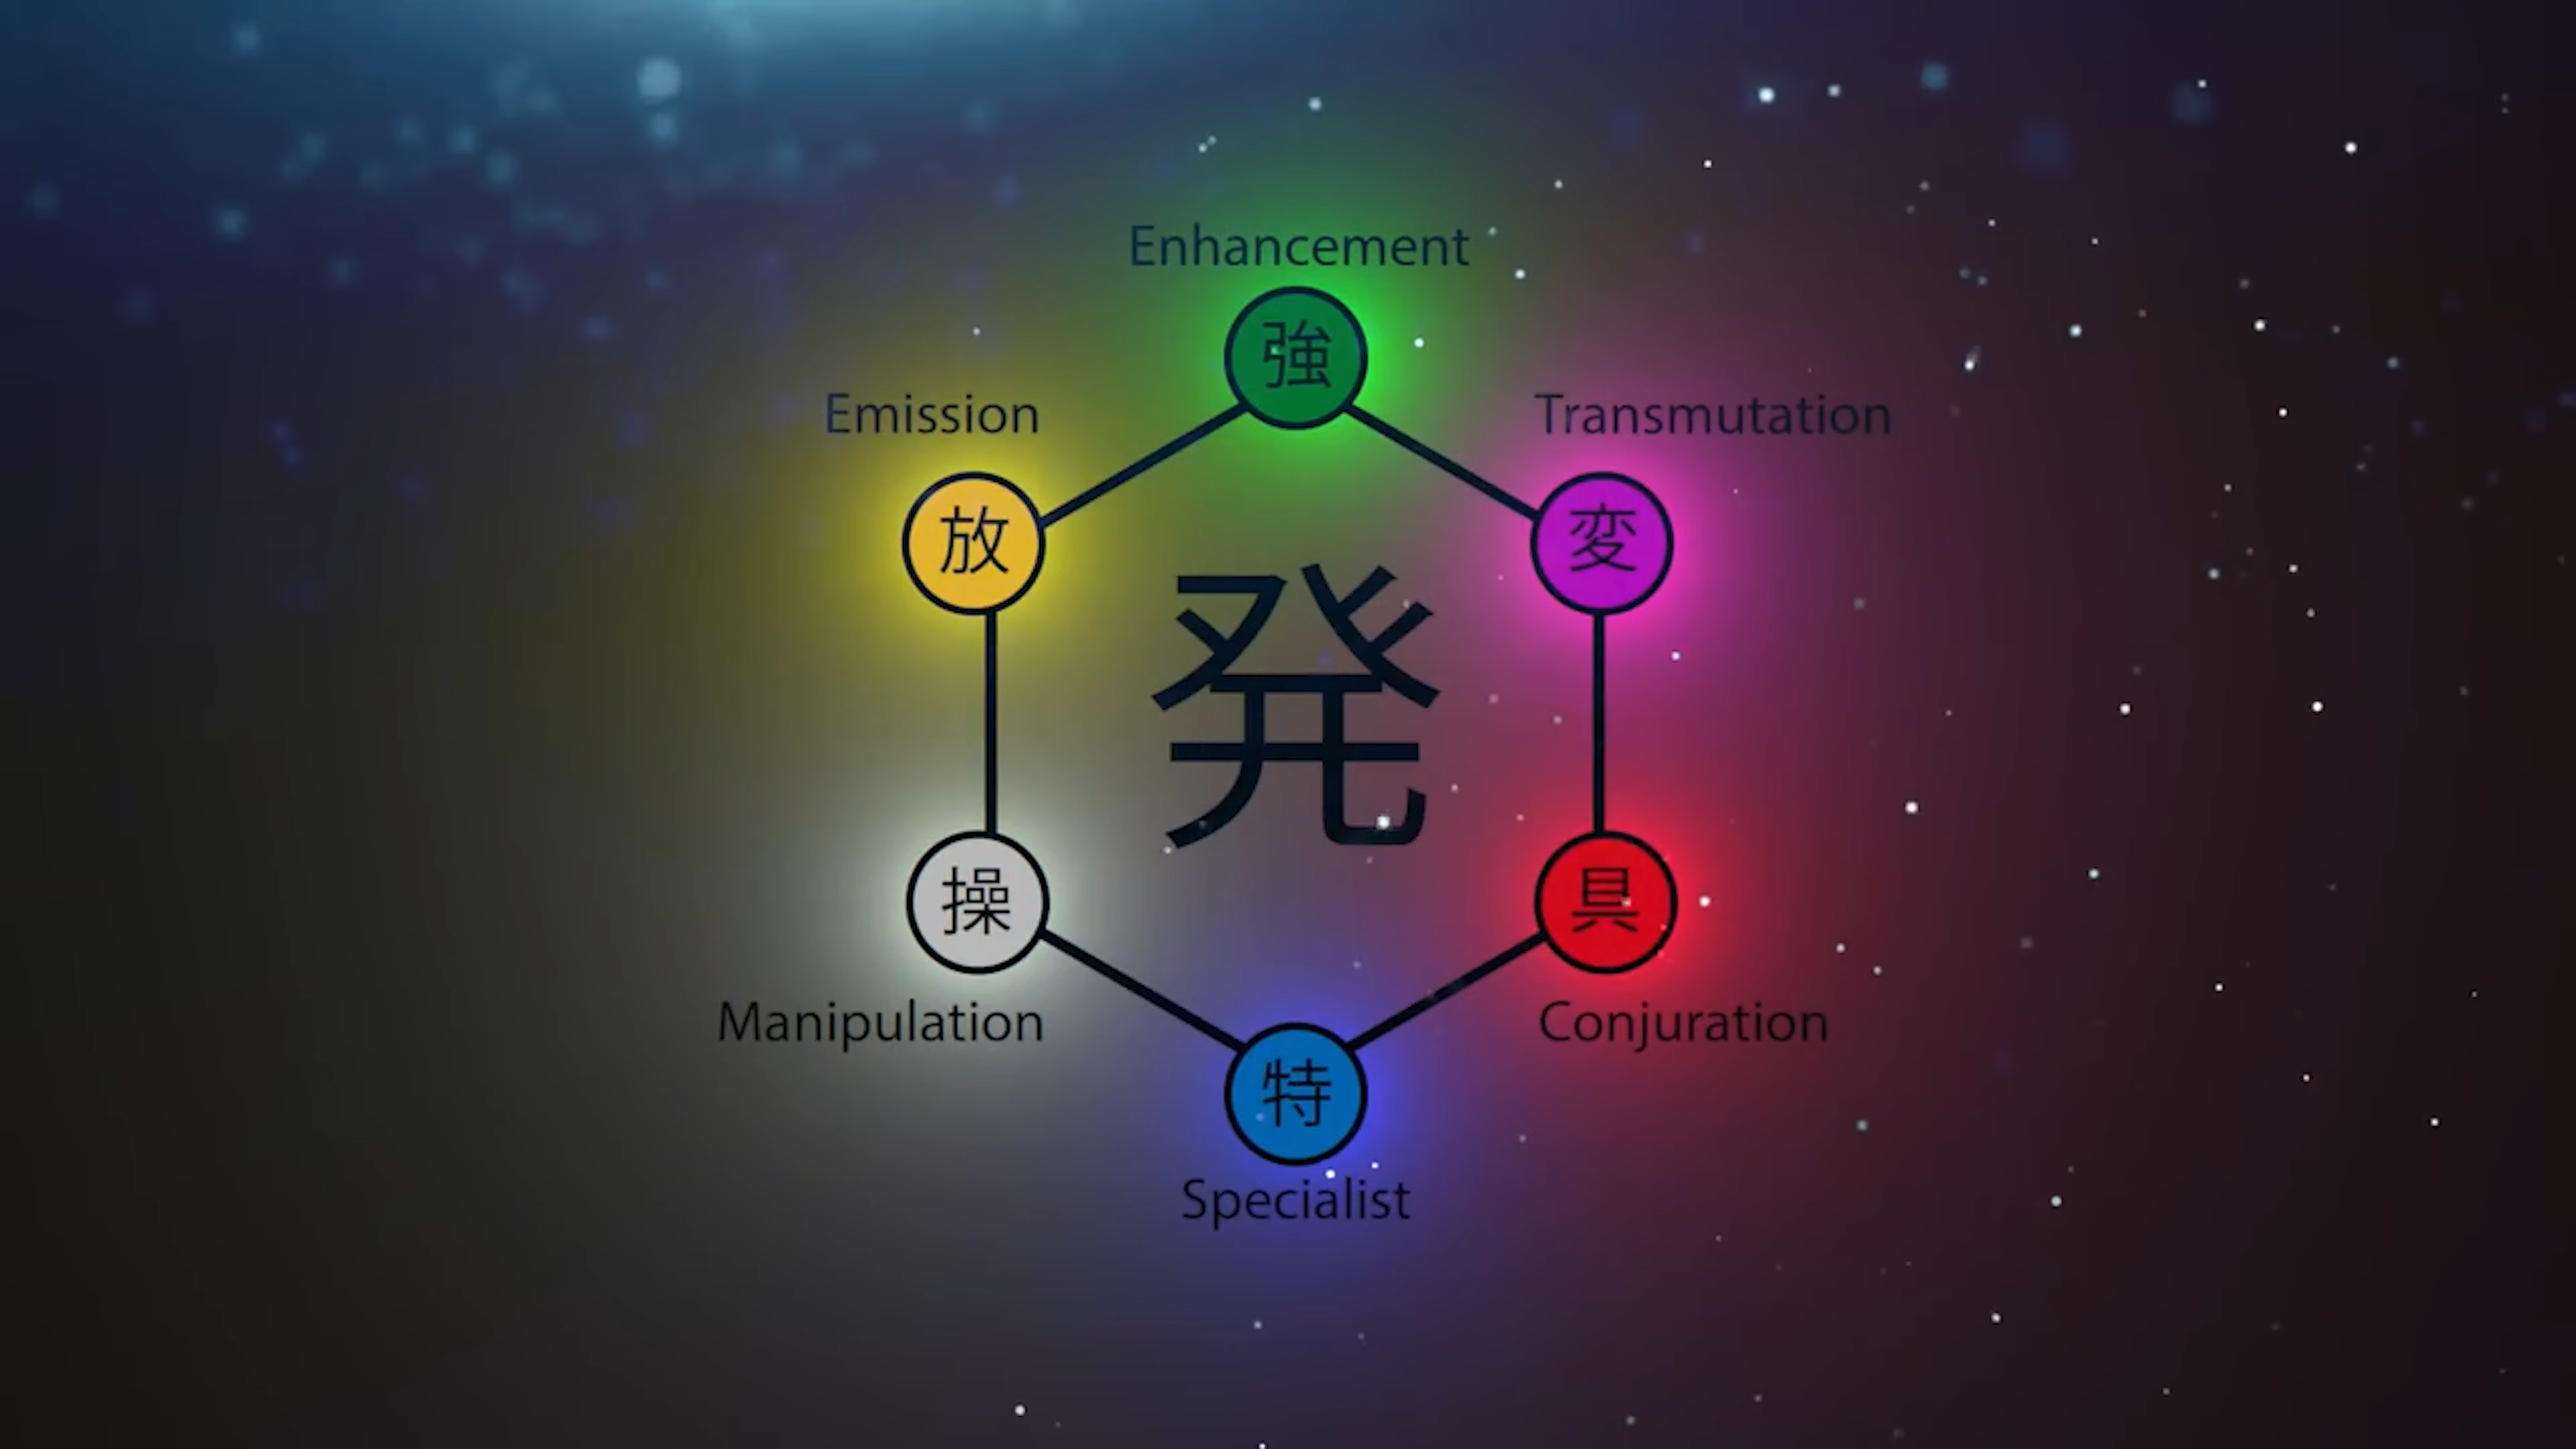 Enhancement
強
Emission
Transmutation
放
変
発
操
具
Manipulation
Conjuration
特
Specialist